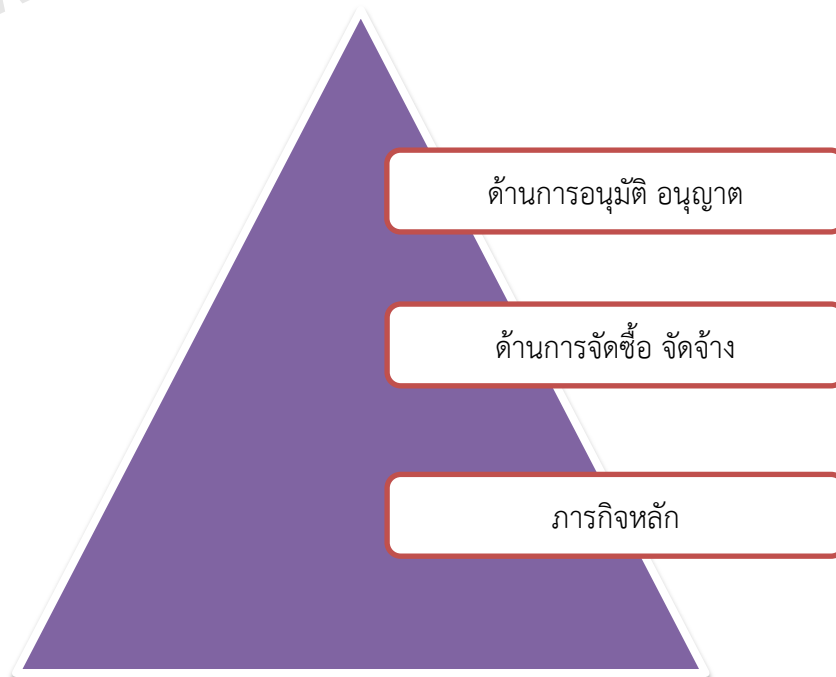 ด้านการอนุมัติ อนุญาต
ด้านการจัดซื้อ จัดจ้าง
ภารกิจหลัก